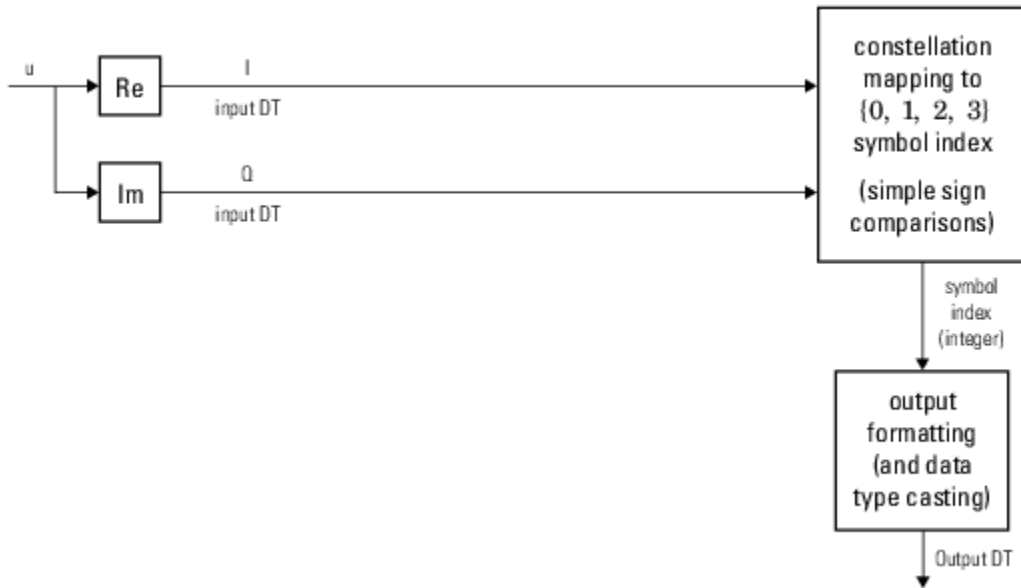 u
Re
I
input DT
Im
Q
input DT
constellation
mapping to
{0, 1, 2, 3}
symbol index
(simple sign
comparisons)
symbol
index
(integer)
output
formatting
(and data
type casting)
Output DT